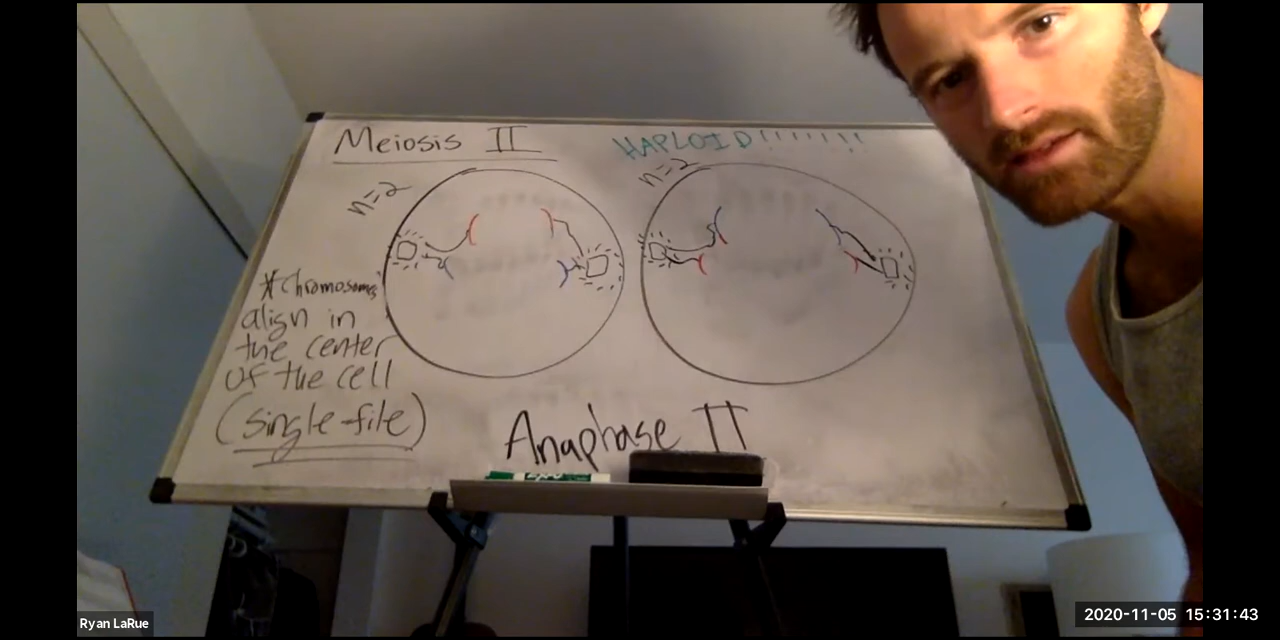 Meiosis II
HAPLOID!!!!!!!
n=2
n=2
*Chromosomes
align in
the center
of the cell
(single-file)
Anaphase II
EXPO
Ryan LaRue
2020-11-05 15:31:43